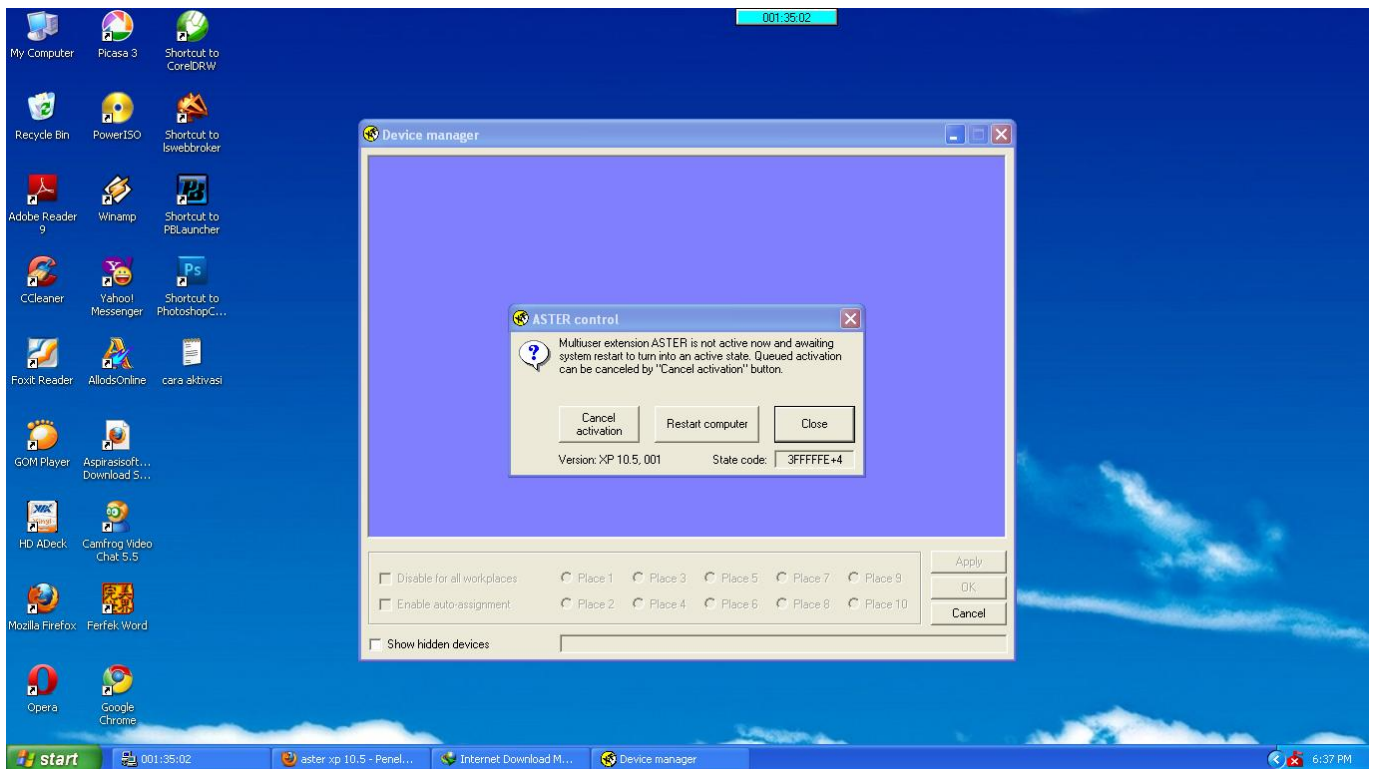 001:35:02
My Computer
Picasa 3
Shortcut to
CorelDRW
Recycle Bin
PowerISO
Shortcut to
lswebbroker
Adobe Reader
9
Winamp
Shortcut to
PBLauncher
CCleaner
Yahoo!
Messenger
Ps
Shortcut to
PhotoshopC...
Foxit Reader
AllodsOnline
cara aktivasi
GOM Player
Aspirasisoft...
Download S...
HD ADeck
Camfrog Video
Chat 5.5
Mozilla Firefox
Ferfek Word
Opera
Google
Chrome
Device manager
ASTER control
Multiuser extension ASTER is not active now and awaiting
system restart to turn into an active state. Queued activation
can be canceled by "Cancel activation" button.
Cancel
activation
Restart computer
Close
Version: XP 10.5, 001
State code:
3FFFFFE+4
Disable for all workplaces
Place 1
Place 3
Place 5
Place 7
Place 9
Enable auto-assignment
Place 2
Place 4
Place 6
Place 8
Place 10
Apply
OK
Cancel
Show hidden devices
start
001:35:02
aster xp 10.5 - Penel...
Internet Download M...
Device manager
6:37 PM